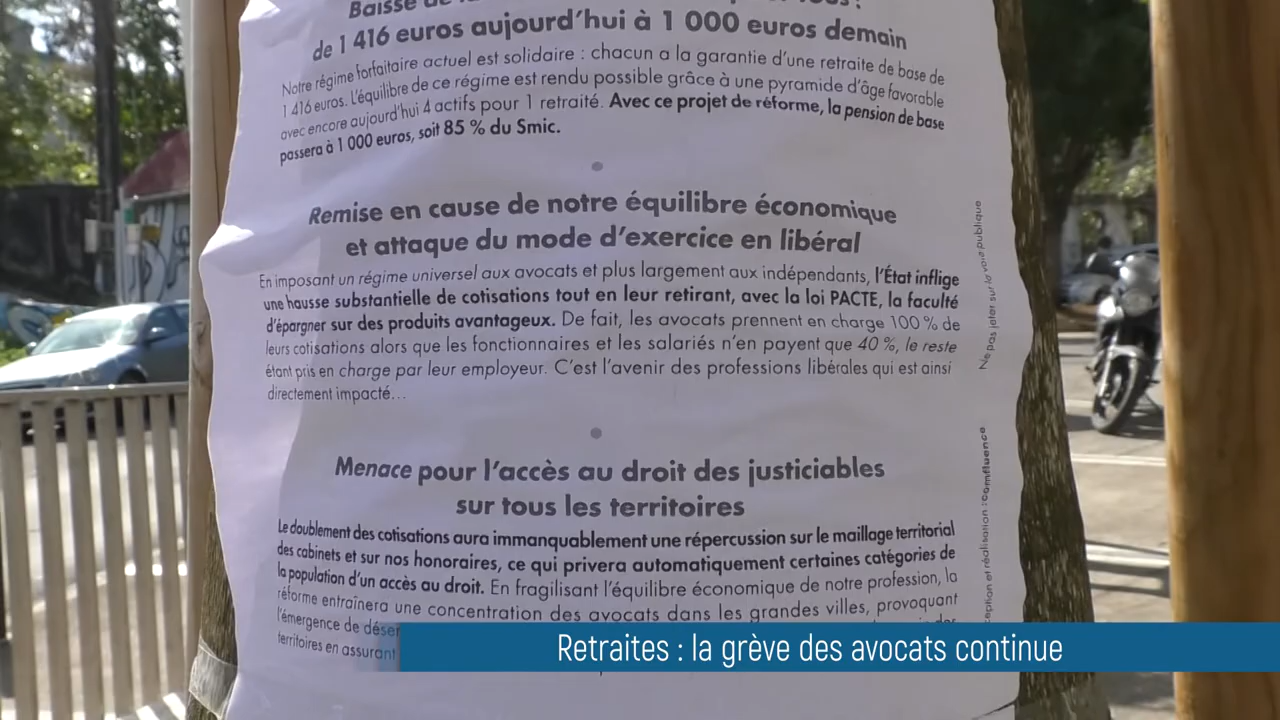 Baisse de
de 1 416 euros aujourd'hui à 1 000 euros demain
Notre régime forfaitaire actuel est solidaire : chacun a la garantie d'une retraite de base de
1 416 euros. L'équilibre de ce régime est rendu possible grâce à une pyramide d'âge favorable
avec encore aujourd'hui 4 actifs pour 1 retraité. Avec ce projet de réforme, la pension de base
passera à 1 000 euros, soit 85 % du Smic.
Remise en cause de notre équilibre économique
et attaque du mode d'exercice en libéral
En imposant un régime universel aux avocats et plus largement aux indépendants, l'État inflige
une hausse substantielle de cotisations tout en leur retirant, avec la loi PACTE, la faculté
d'épargner sur des produits avantageux. De fait, les avocats prennent en charge 100 % de
leurs cotisations alors que les fonctionnaires et les salariés n'en payent que 40 %, le reste
étant pris en charge par leur employeur. C'est l'avenir des professions libérales qui est ainsi
directement impacté...
Menace pour l'accès au droit des justiciables
sur tous les territoires
Le doublement des cotisations aura immanquablement une répercussion sur le maillage territorial
des cabinets et sur nos honoraires, ce qui privera automatiquement certaines catégories de
la population d'un accès au droit. En fragilisant l'équilibre économique de notre profession, la
réforme entraînera une concentration des avocats dans les grandes villes, provoquant
l'émergence de déser
territoires en assurant
Ne pas jeter sur la voie publique
ception et réalisation : comfluence
Retraites : la grève des avocats continue